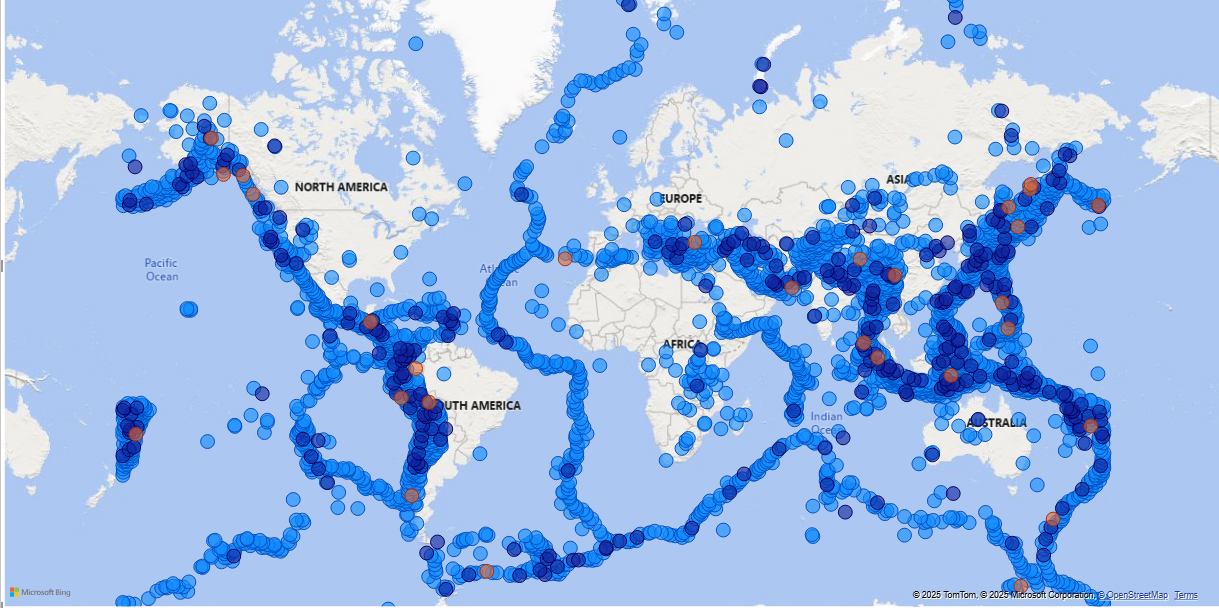 NORTH AMERICA
EUROPE
ASIA
Pacific
Ocean
AFRICA
UTH AMERICA
Indian
AUSTRALIA
Microsoft Bing
© 2025 TomTom, © 2025 Microsoft Corporation, © OpenStreetMap Terms